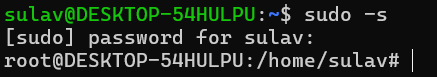 sulav@DESKTOP-54HULPU:~$ sudo -s
[sudo] password for sulav:
root@DESKTOP-54HULPU:/home/sulav#